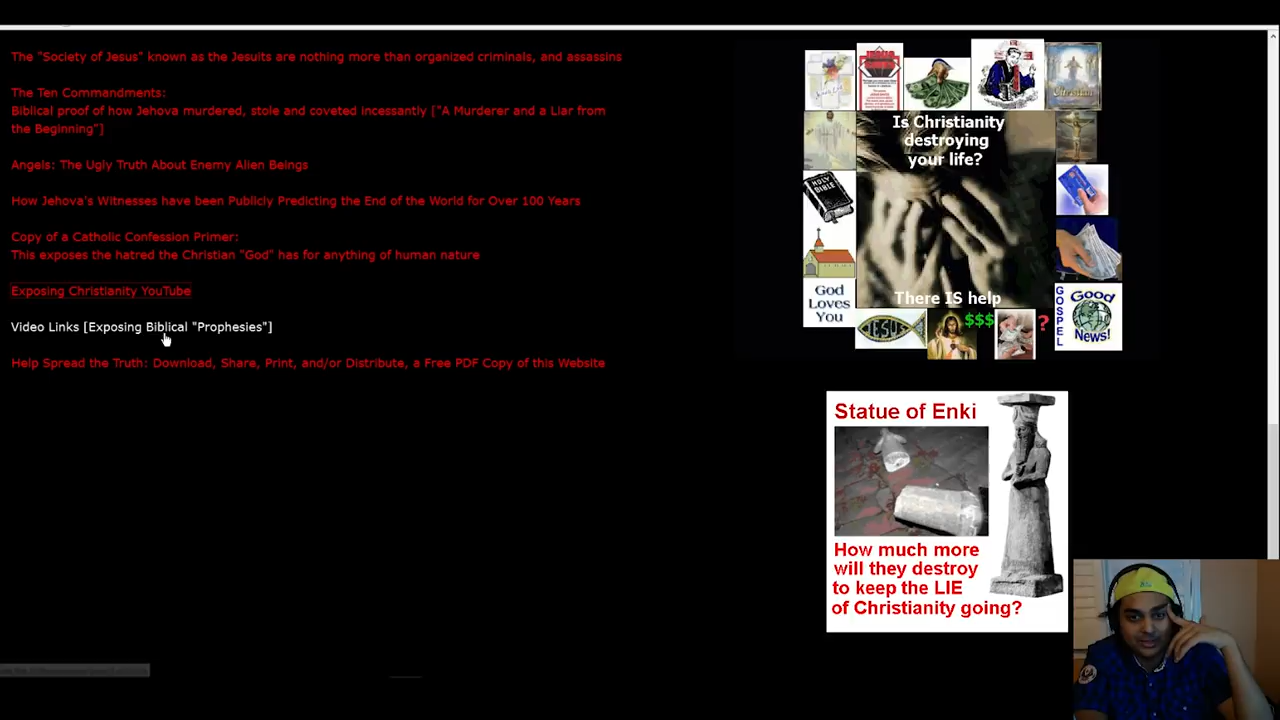 The "Society of Jesus" known as the Jesuits are nothing more than organized criminals, and assassins
The Ten Commandments:
Biblical proof of how Jehova murdered, stole and coveted incessantly ["A Murderer and a Liar from
the Beginning"]
Angels: The Ugly Truth About Enemy Alien Beings
How Jehova's Witnesses have been Publicly Predicting the End of the World for Over 100 Years
Copy of a Catholic Confession Primer:
This exposes the hatred the Christian "God" has for anything of human nature
Exposing Christianity YouTube
Video Links [Exposing Biblical "Prophesies"]
Help Spread the Truth: Download, Share, Print, and/or Distribute, a Free PDF Copy of this Website
Is Christianity
destroying
your life?
HOLY
BIBLE
God
Loves
You
There IS help
JESUS
$$$
?
GOSPEL
Good
News!
Statue of Enki
How much more
will they destroy
to keep the LIE
of Christianity going?